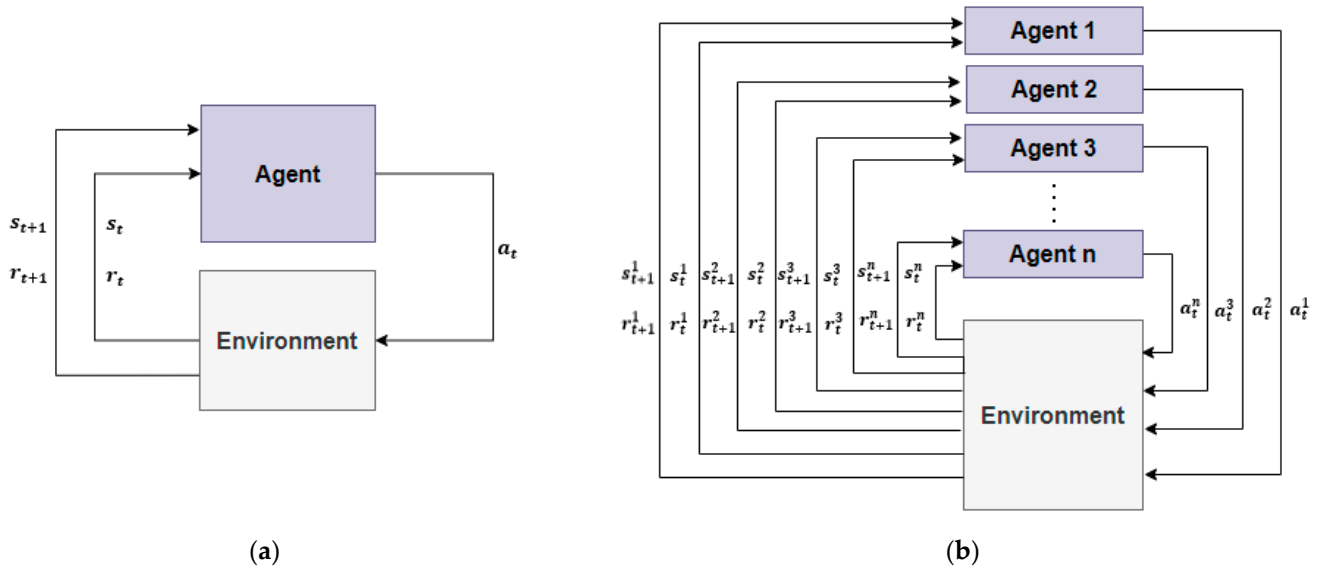 Agent
Environment
s_{t+1}
r_{t+1}
s_t
r_t
a_t
(a)
Agent 1
Agent 2
Agent 3
Agent n
Environment
s^1_{t+1} s^1_t s^2_{t+1} s^2_t s^3_{t+1} s^3_t s^n_{t+1} s^n_t
r^1_{t+1} r^1_t r^2_{t+1} r^2_t r^3_{t+1} r^3_t r^n_{t+1} r^n_t
a^n_t a^3_t a^2_t a^1_t
(b)